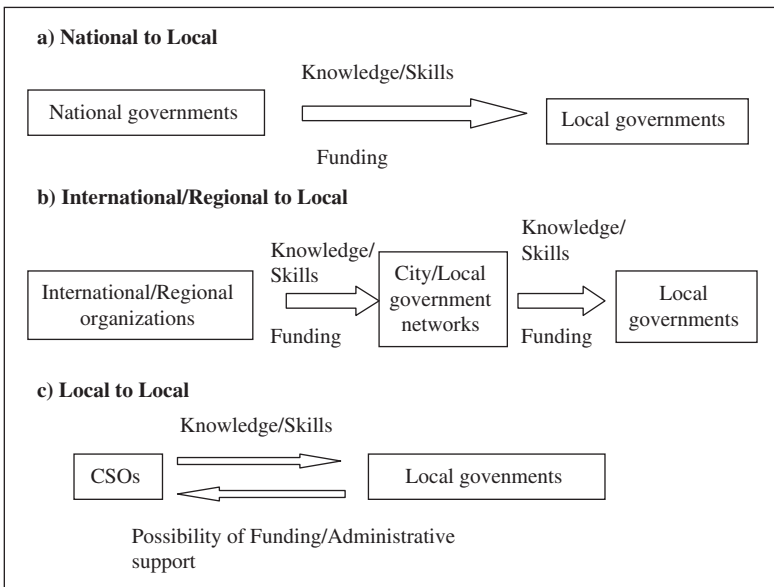 a) National to Local
Knowledge/Skills
National governments
Local governments
Funding
b) International/Regional to Local
Knowledge/
Skills
Knowledge/
Skills
International/Regional
organizations
City/Local
government
networks
Local
governments
Funding
Funding
c) Local to Local
Knowledge/Skills
CSOs
Local govenments
Possibility of Funding/Administrative
support